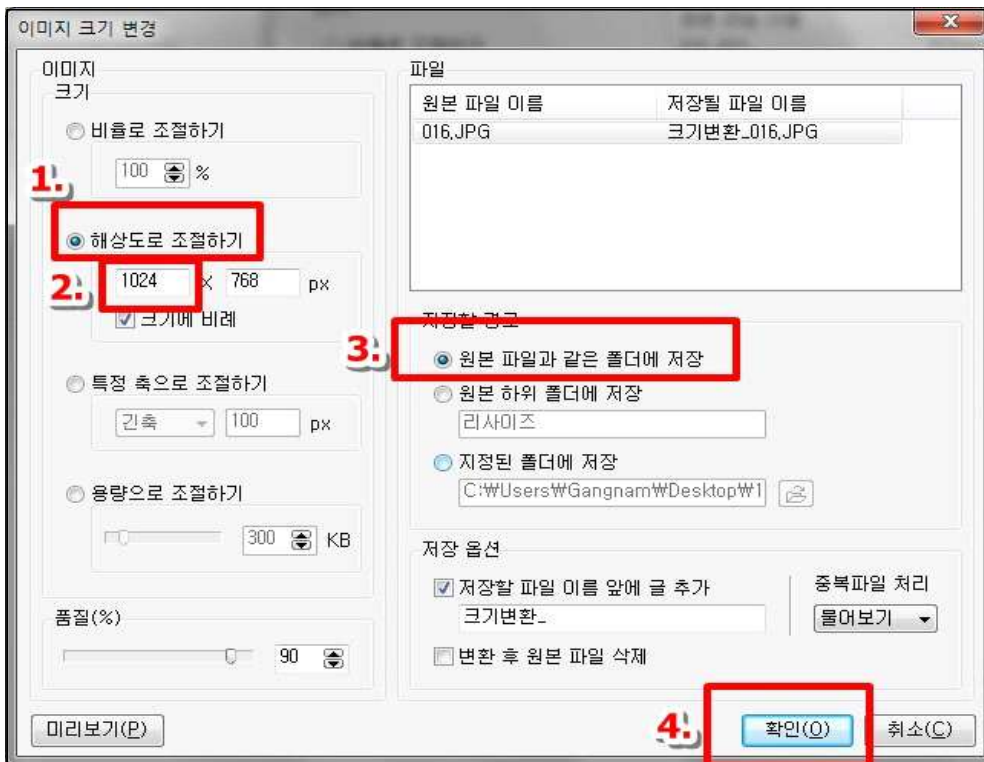 이미지 크기 변경
이미지
크기
비율로 조절하기
100 %
1.
해상도로 조절하기
2.
1024 X 768 px
크기에 비례
특정 축으로 조절하기
긴축 100 px
용량으로 조절하기
300 KB
품질(%)
90
미리보기(P)
파일
원본 파일 이름 저장될 파일 이름
016.JPG 크기변환_016.JPG
저장할 경로
3.
원본 파일과 같은 폴더에 저장
원본 하위 폴더에 저장
리사이즈
지정된 폴더에 저장
C:₩Users₩Gangnam₩Desktop₩1
저장 옵션
저장할 파일 이름 앞에 글 추가
크기변환_
변환 후 원본 파일 삭제
중복파일 처리
물어보기
4.
확인(O) 취소(C)